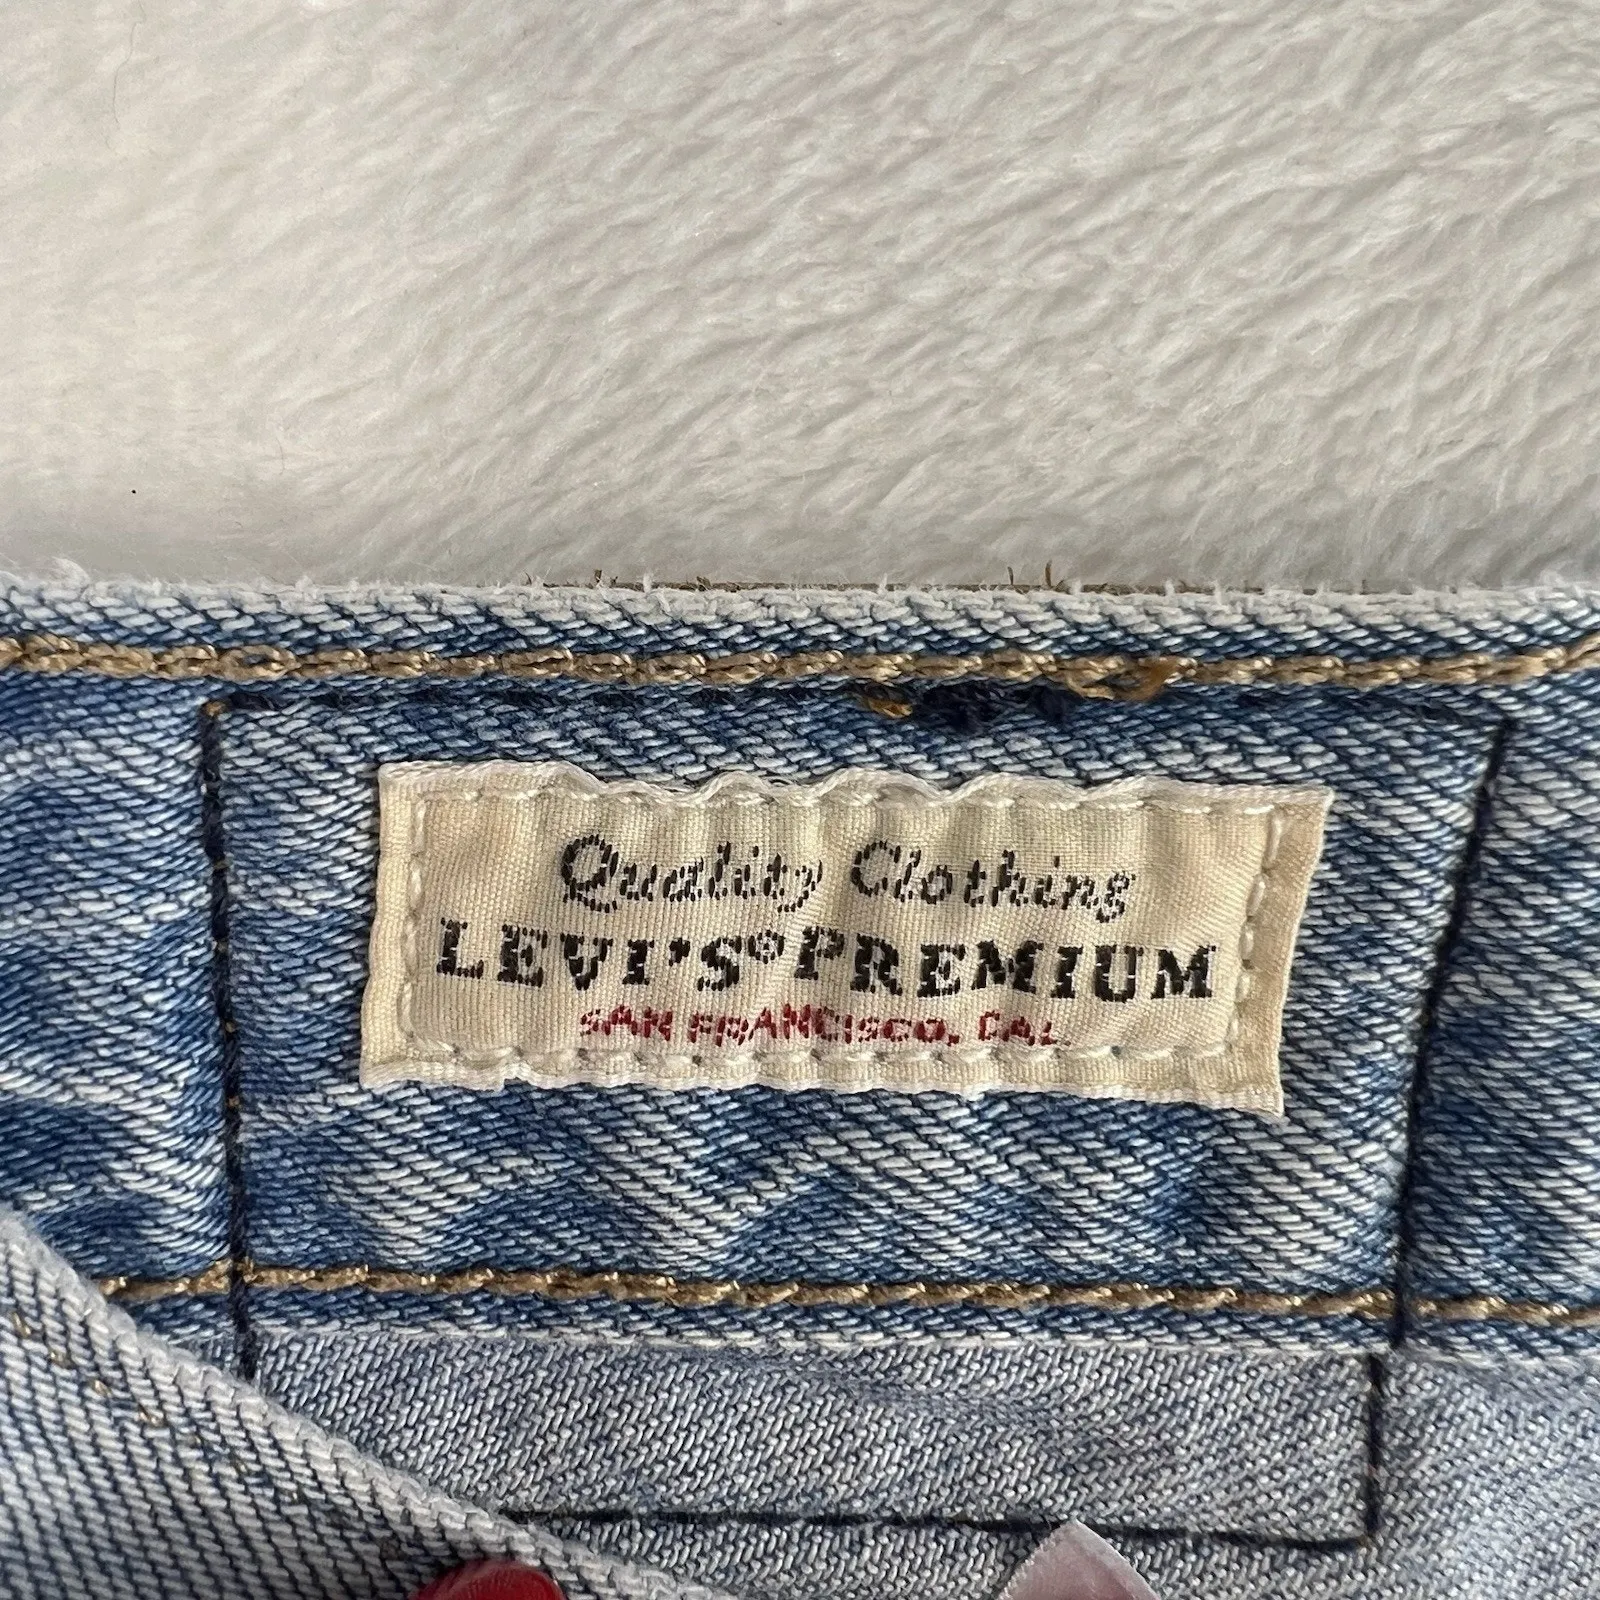 Quality Clothing
LEVI'S® PREMIUM
SAN FRANCISCO, CAL.